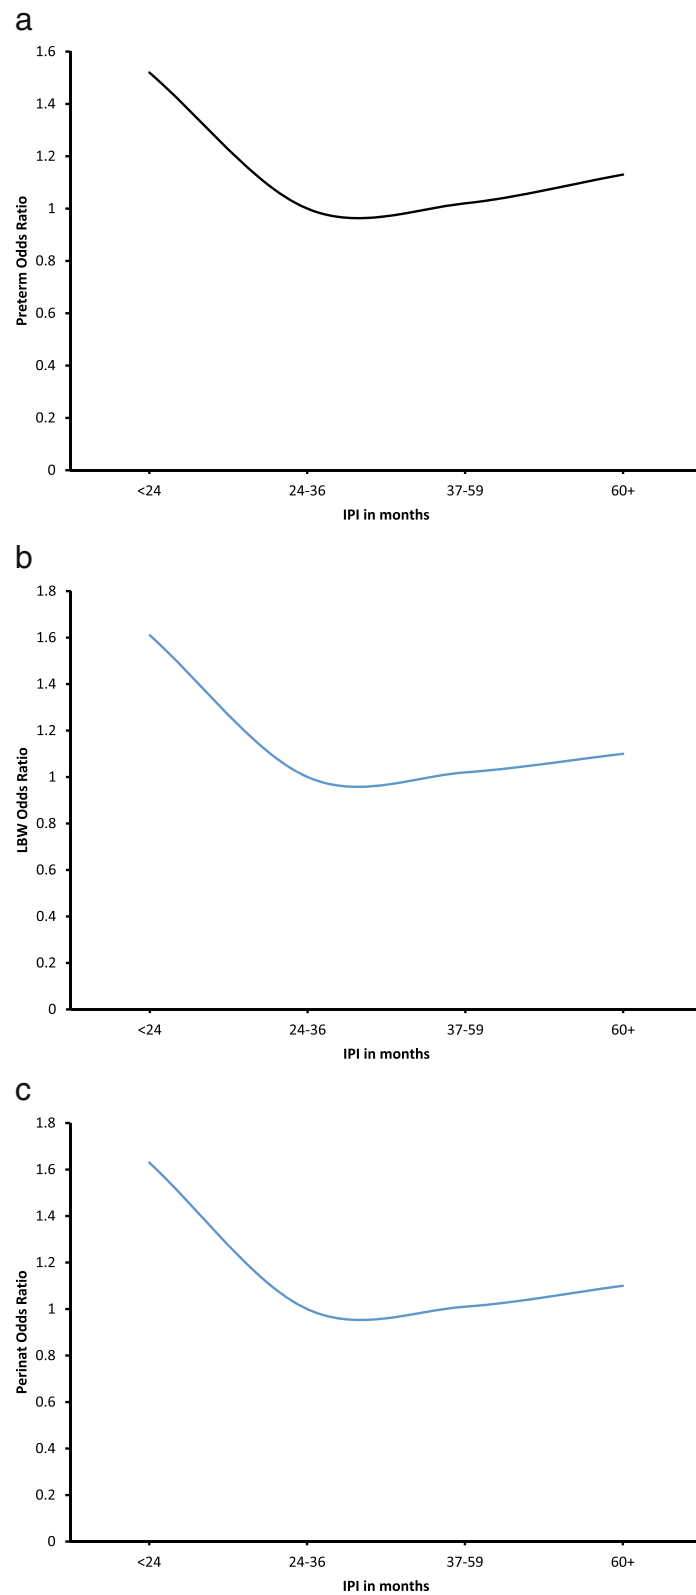 a
1.6
1.4
1.2
1
0.8
0.6
0.4
0.2
0
Preterm Odds Ratio
<24 24-36 37-59 60+
IPI in months
b
1.8
1.6
1.4
1.2
1
0.8
0.6
0.4
0.2
0
LBW Odds Ratio
<24 24-36 37-59 60+
IPI in months
c
1.8
1.6
1.4
1.2
1
0.8
0.6
0.4
0.2
0
Perinat Odds Ratio
<24 24-36 37-59 60+
IPI in months